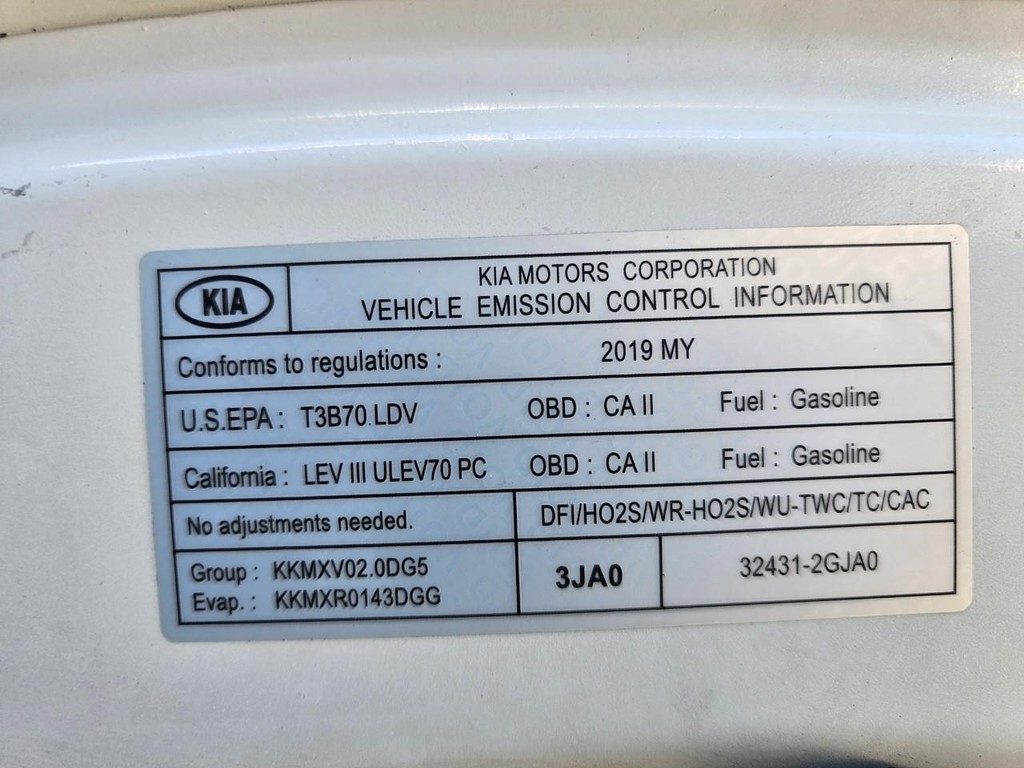 KIA
KIA MOTORS CORPORATION
VEHICLE EMISSION CONTROL INFORMATION
Conforms to regulations : 2019 MY
U.S.EPA : T3B70 LDV OBD : CA II Fuel : Gasoline
California : LEV III ULEV70 PC OBD : CA II Fuel : Gasoline
No adjustments needed. DFI/HO2S/WR-HO2S/WU-TWC/TC/CAC
Group : KKMXV02.0DG5
Evap. : KKMXR0143DGG
3JA0
32431-2GJA0